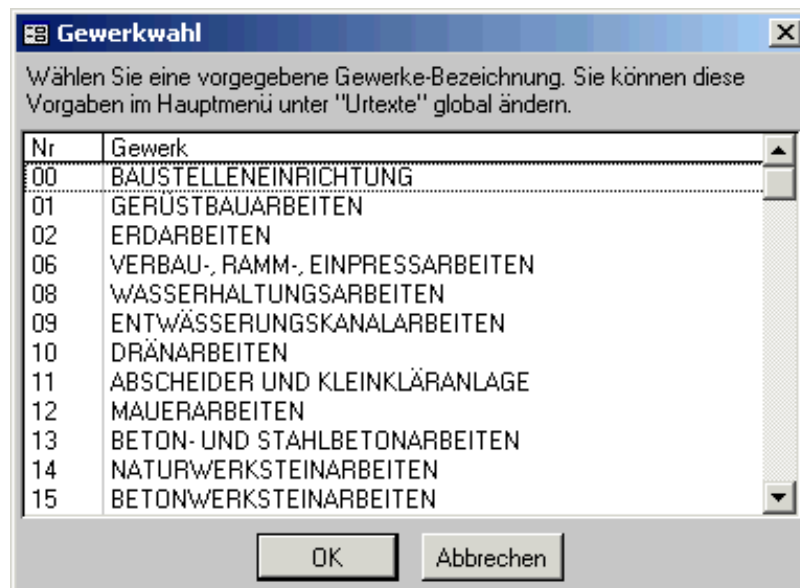 Gewerkwahl
Wählen Sie eine vorgegebene Gewerke-Bezeichnung. Sie können diese
Vorgaben im Hauptmenü unter "Urtexte" global ändern.
Nr Gewerk
00 BAUSTELLENEINRICHTUNG
01 GERÜSTBAUARBEITEN
02 ERDARBEITEN
06 VERBAU-, RAMM-, EINPRESSARBEITEN
08 WASSERHALTUNGSARBEITEN
09 ENTWÄSSERUNGSKANALARBEITEN
10 DRÄNARBEITEN
11 ABSCHEIDER UND KLEINKLÄRANLAGE
12 MAUERARBEITEN
13 BETON- UND STAHLBETONARBEITEN
14 NATURWERKSTEINARBEITEN
15 BETONWERKSTEINARBEITEN
OK Abbrechen